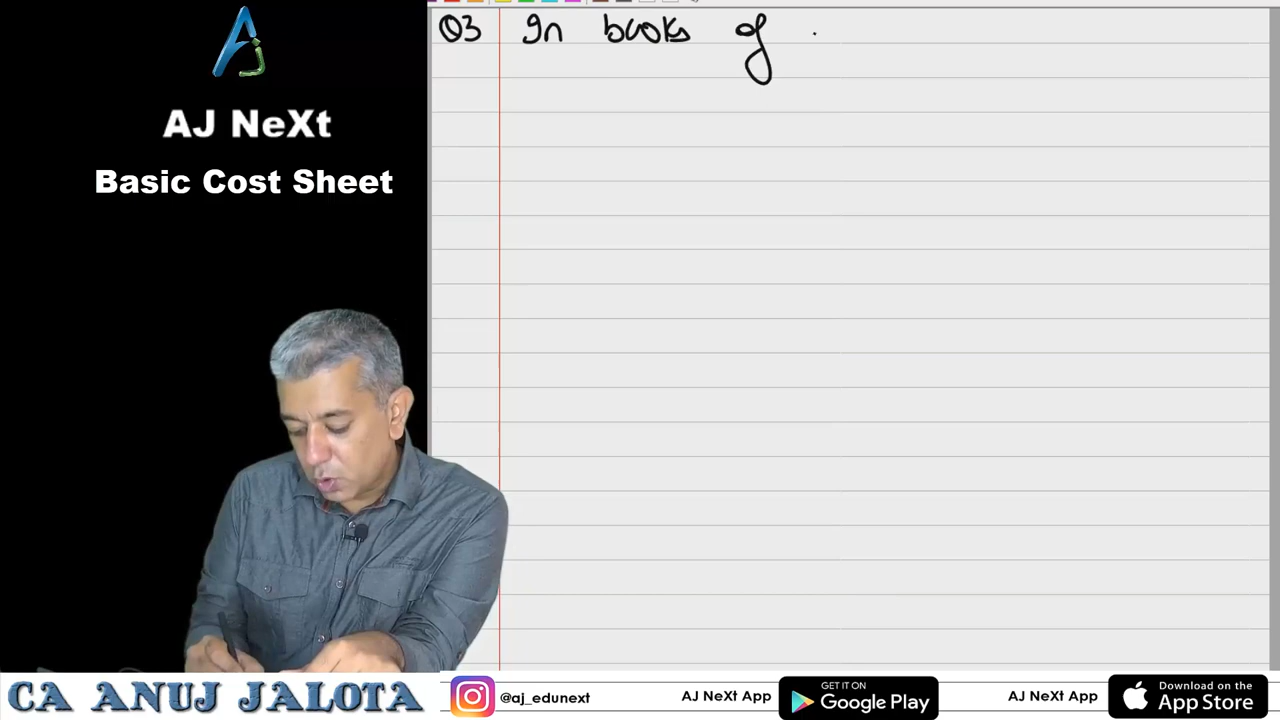 Q3 In books of .
AJ
AJ NeXt
Basic Cost Sheet
CA ANUJ JALOTA
@aj_edunext
AJ NeXt App
GET IT ON
Google Play
AJ NeXt App
Download on the
App Store